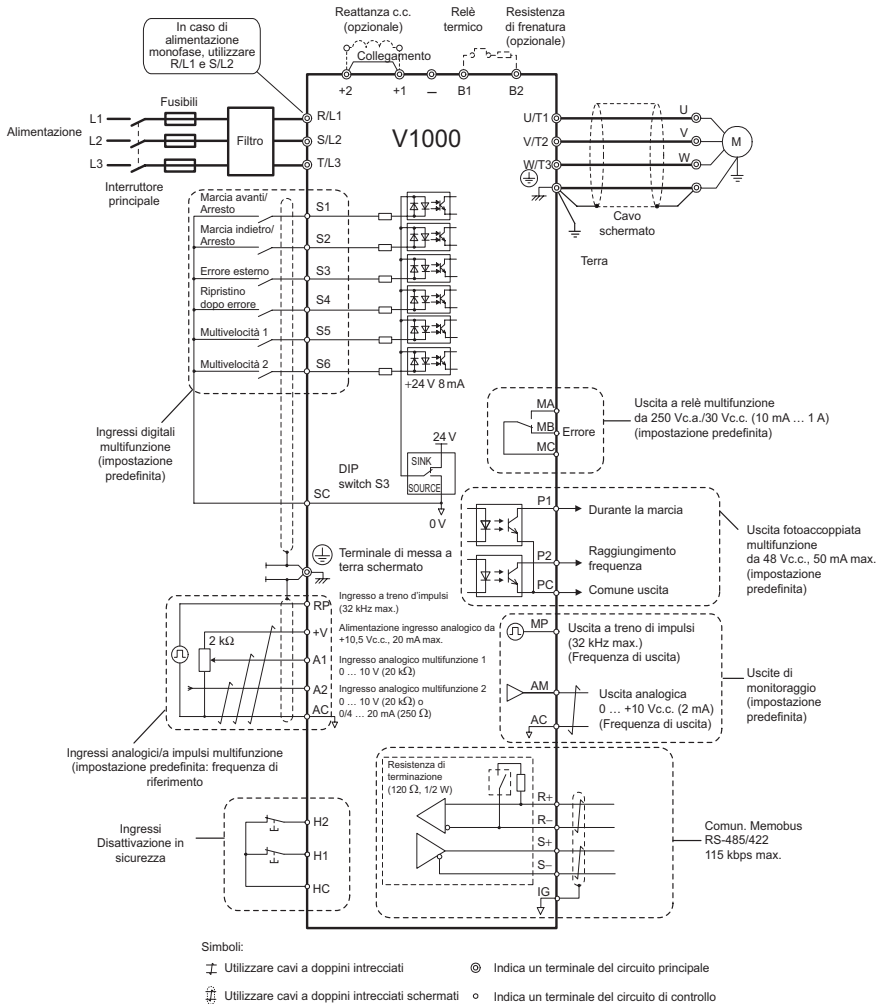 Reattanza c.c.
(opzionale)
Relè
termico
Resistenza
di frenatura
(opzionale)
In caso di
alimentazione
monofase, utilizzare
R/L1 e S/L2
Collegamento
+2
+1
–
B1
B2
Fusibili
L1
L2
L3
Alimentazione
Filtro
Interruttore
principale
R/L1
S/L2
T/L3
V1000
U/T1
V/T2
W/T3
U
V
W
M
Cavo
schermato
Terra
Marcia avanti/
Arresto
S1
Marcia indietro/
Arresto
S2
Errore esterno
S3
Ripristino
dopo errore
S4
Multivelocità 1
S5
Multivelocità 2
S6
+24 V 8 mA
Ingressi digitali
multifunzione
(impostazione
predefinita)
24 V
SINK
SOURCE
0 V
DIP
switch S3
SC
MA
MB
MC
Errore
Uscita a relè multifunzione
da 250 Vc.a./30 Vc.c. (10 mA … 1 A)
(impostazione predefinita)
P1
Durante la marcia
P2
Raggiungimento
frequenza
PC
Comune uscita
Uscita fotoaccoppiata
multifunzione
da 48 Vc.c., 50 mA max.
(impostazione
predefinita)
Terminale di messa a
terra schermato
RP
Ingresso a treno d'impulsi
(32 kHz max.)
+V
Alimentazione ingresso analogico da
+10,5 Vc.c., 20 mA max.
2 kΩ
A1
Ingresso analogico multifunzione 1
0 … 10 V (20 kΩ)
A2
Ingresso analogico multifunzione 2
0 … 10 V (20 kΩ) o
0/4 … 20 mA (250 Ω)
AC
Ingressi analogici/a impulsi multifunzione
(impostazione predefinita: frequenza di
riferimento
MP
Uscita a treno di impulsi
(32 kHz max.)
(Frequenza di uscita)
AM
Uscita analogica
0 … +10 Vc.c. (2 mA)
(Frequenza di uscita)
AC
Uscite di
monitoraggio
(impostazione
predefinita)
Resistenza di
terminazione
(120 Ω, 1/2 W)
R+
R–
S+
S–
IG
Comun. Memobus
RS-485/422
115 kbps max.
Ingressi
Disattivazione in
sicurezza
H2
H1
HC
Simboli:
Utilizzare cavi a doppini intrecciati
Indica un terminale del circuito principale
Utilizzare cavi a doppini intrecciati schermati
Indica un terminale del circuito di controllo